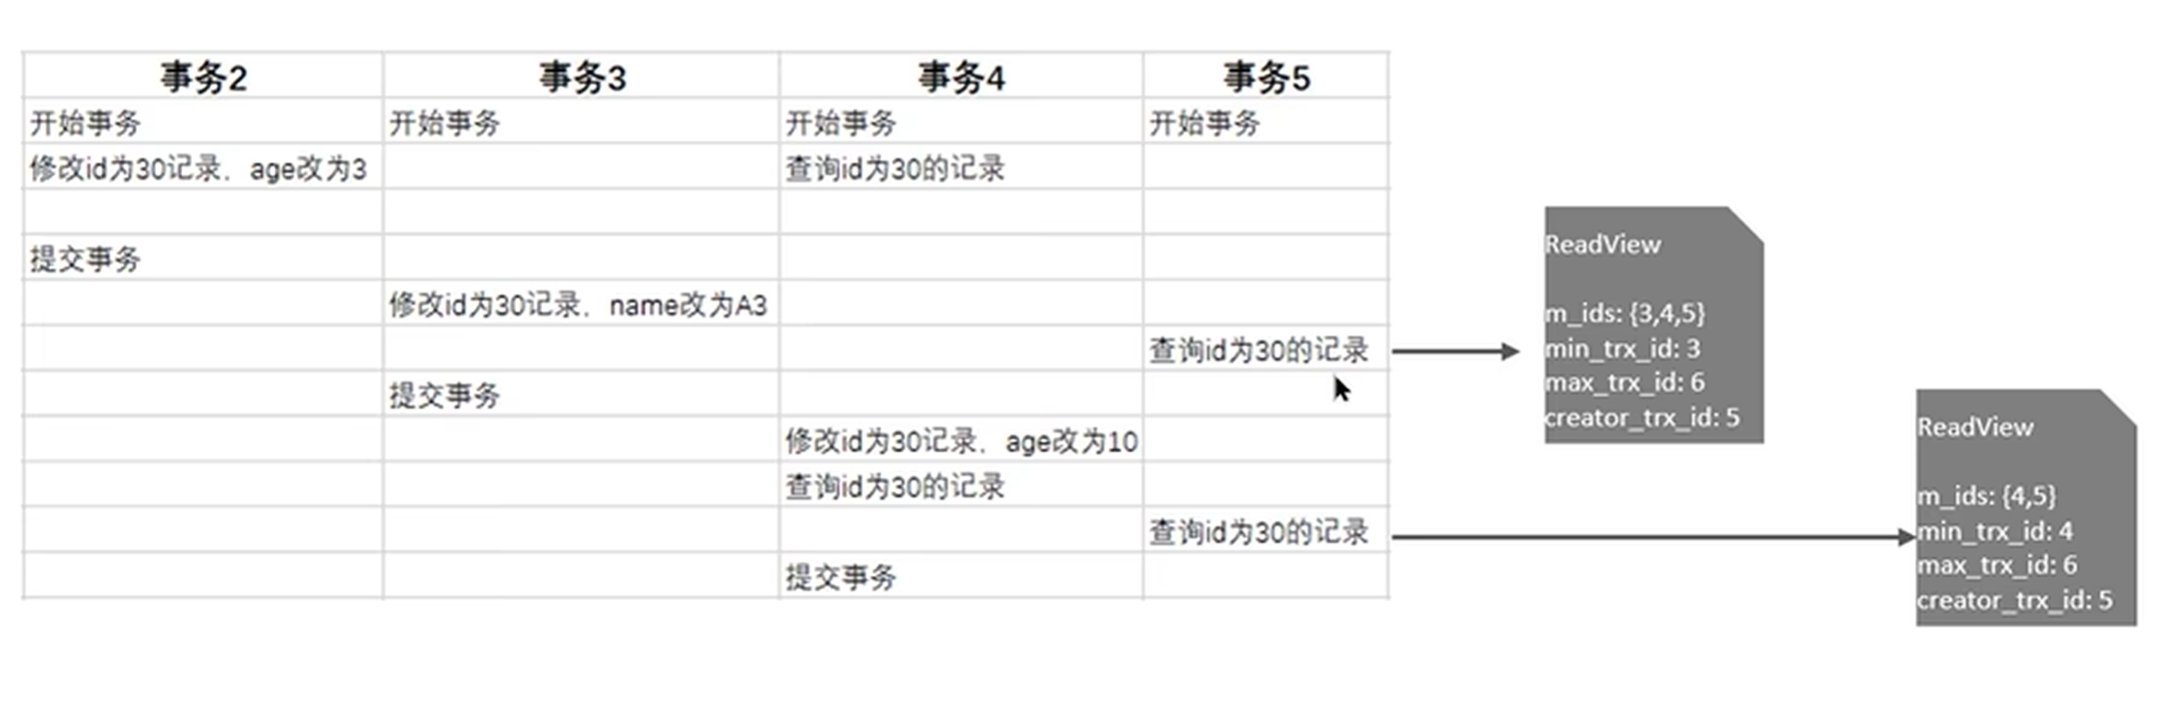 事务2 事务3 事务4 事务5
开始事务 开始事务 开始事务 开始事务
修改id为30记录，age改为3 查询id为30的记录
提交事务
修改id为30记录，name改为A3
查询id为30的记录
提交事务
修改id为30记录，age改为10
查询id为30的记录
查询id为30的记录
提交事务
ReadView
m_ids: {3,4,5}
min_trx_id: 3
max_trx_id: 6
creator_trx_id: 5
ReadView
m_ids: {4,5}
min_trx_id: 4
max_trx_id: 6
creator_trx_id: 5